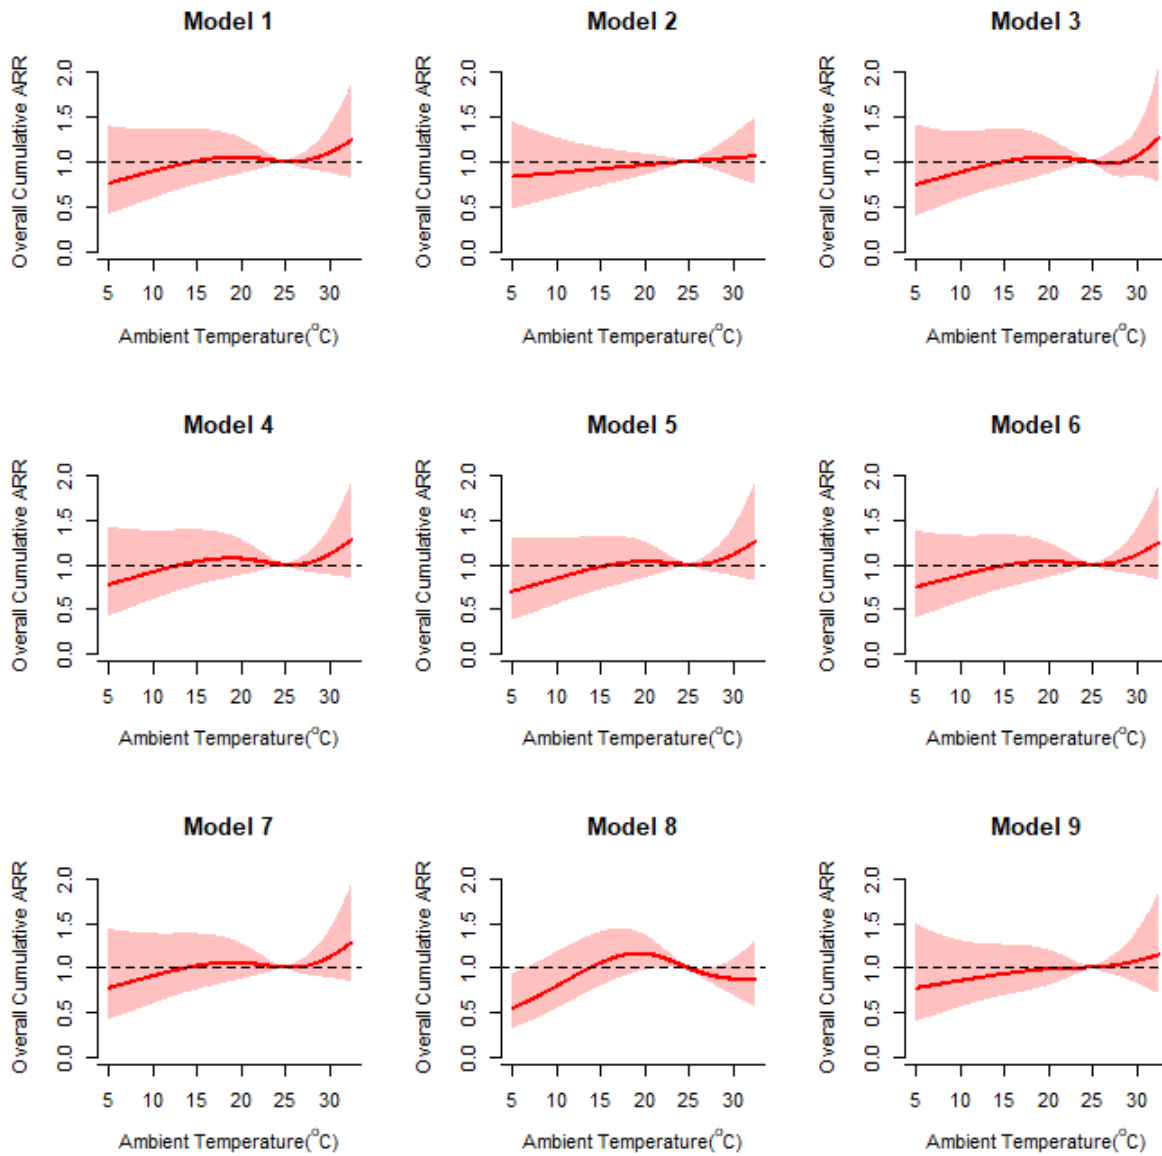 Model 1
Model 2
Model 3
Overall Cumulative ARR
0.0 0.5 1.0 1.5 2.0
5 10 15 20 25 30
Ambient Temperature(°C)
Overall Cumulative ARR
0.0 0.5 1.0 1.5 2.0
5 10 15 20 25 30
Ambient Temperature(°C)
Overall Cumulative ARR
0.0 0.5 1.0 1.5 2.0
5 10 15 20 25 30
Ambient Temperature(°C)
Model 4
Model 5
Model 6
Overall Cumulative ARR
0.0 0.5 1.0 1.5 2.0
5 10 15 20 25 30
Ambient Temperature(°C)
Overall Cumulative ARR
0.0 0.5 1.0 1.5 2.0
5 10 15 20 25 30
Ambient Temperature(°C)
Overall Cumulative ARR
0.0 0.5 1.0 1.5 2.0
5 10 15 20 25 30
Ambient Temperature(°C)
Model 7
Model 8
Model 9
Overall Cumulative ARR
0.0 0.5 1.0 1.5 2.0
5 10 15 20 25 30
Ambient Temperature(°C)
Overall Cumulative ARR
0.0 0.5 1.0 1.5 2.0
5 10 15 20 25 30
Ambient Temperature(°C)
Overall Cumulative ARR
0.0 0.5 1.0 1.5 2.0
5 10 15 20 25 30
Ambient Temperature(°C)